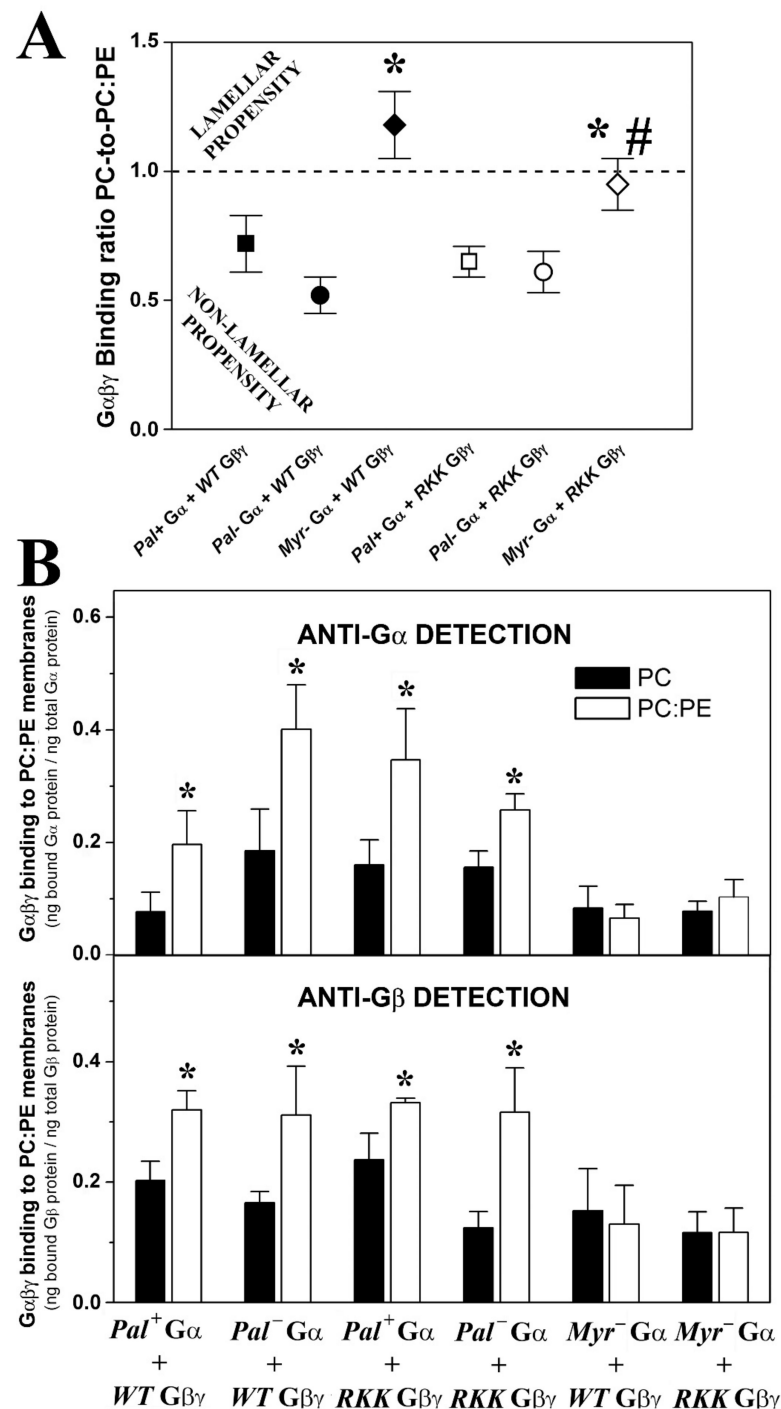 A
Gαβγ Binding ratio PC-to-PC:PE
1.5
1.0
0.5
0.0
LAMELLAR
PROPENSITY
NON-LAMELLAR
PROPENSITY
*
* #
Pal+ Gα + WT Gβγ
Pal- Gα + WT Gβγ
Myr- Gα + WT Gβγ
Pal+ Gα + RKK Gβγ
Pal- Gα + RKK Gβγ
Myr- Gα + RKK Gβγ
B
Gαβγ binding to PC:PE membranes
(ng bound Gα protein / ng total Gα protein)
0.6
0.4
0.2
0.0
ANTI-Gα DETECTION
PC
PC:PE
* * * *
Gαβγ binding to PC:PE membranes
(ng bound Gβ protein / ng total Gβ protein)
0.4
0.2
0.0
ANTI-Gβ DETECTION
* * * *
Pal⁺ Gα Pal⁻ Gα Pal⁺ Gα Pal⁻ Gα Myr⁻ Gα Myr⁻ Gα
+ + + + + +
WT Gβγ WT Gβγ RKK Gβγ RKK Gβγ WT Gβγ RKK Gβγ